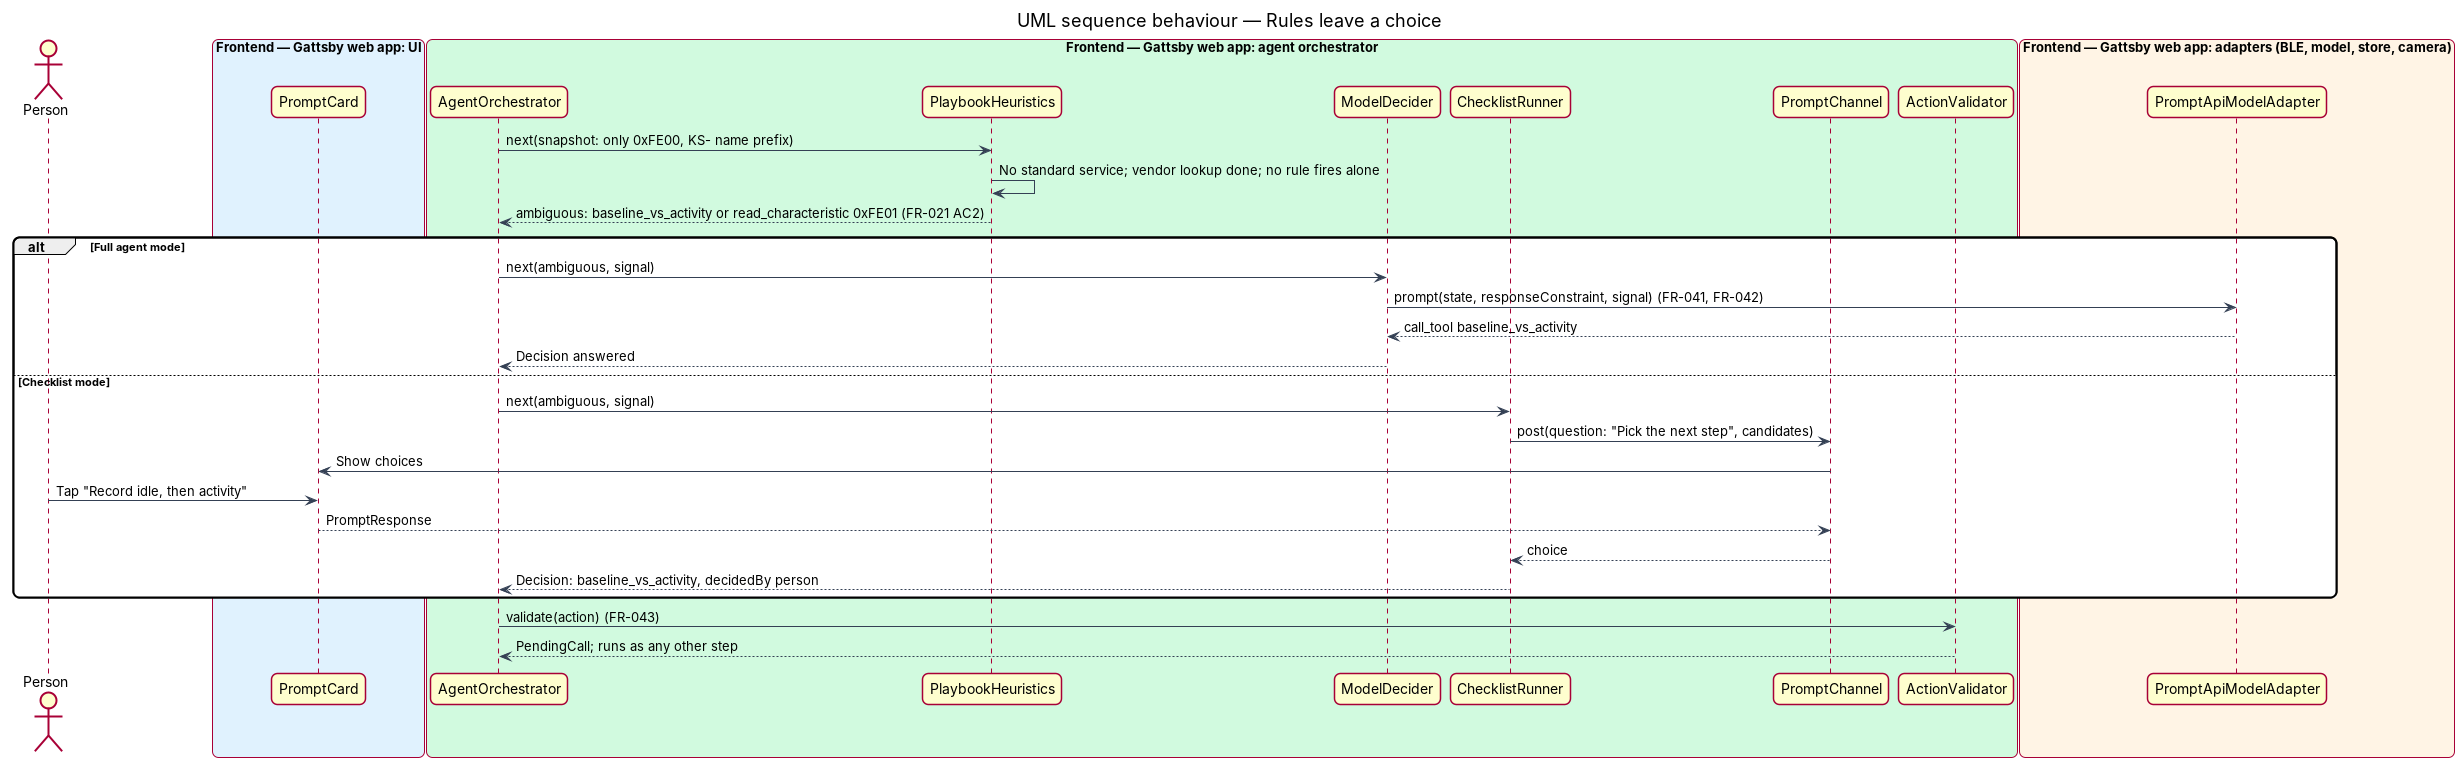 UML sequence behaviour — Rules leave a choice
Frontend — Gattsby web app: UI
Frontend — Gattsby web app: agent orchestrator
Frontend — Gattsby web app: adapters (BLE, model, store, camera)
Person
PromptCard
AgentOrchestrator
PlaybookHeuristics
ModelDecider
ChecklistRunner
PromptChannel
ActionValidator
PromptApiModelAdapter
next(snapshot: only 0xFE00, KS- name prefix)
No standard service; vendor lookup done; no rule fires alone
ambiguous: baseline_vs_activity or read_characteristic 0xFE01 (FR-021 AC2)
alt
[Full agent mode]
next(ambiguous, signal)
prompt(state, responseConstraint, signal) (FR-041, FR-042)
call_tool baseline_vs_activity
Decision answered
[Checklist mode]
next(ambiguous, signal)
post(question: "Pick the next step", candidates)
Show choices
Tap "Record idle, then activity"
PromptResponse
choice
Decision: baseline_vs_activity, decidedBy person
validate(action) (FR-043)
PendingCall; runs as any other step
Person
PromptCard
AgentOrchestrator
PlaybookHeuristics
ModelDecider
ChecklistRunner
PromptChannel
ActionValidator
PromptApiModelAdapter